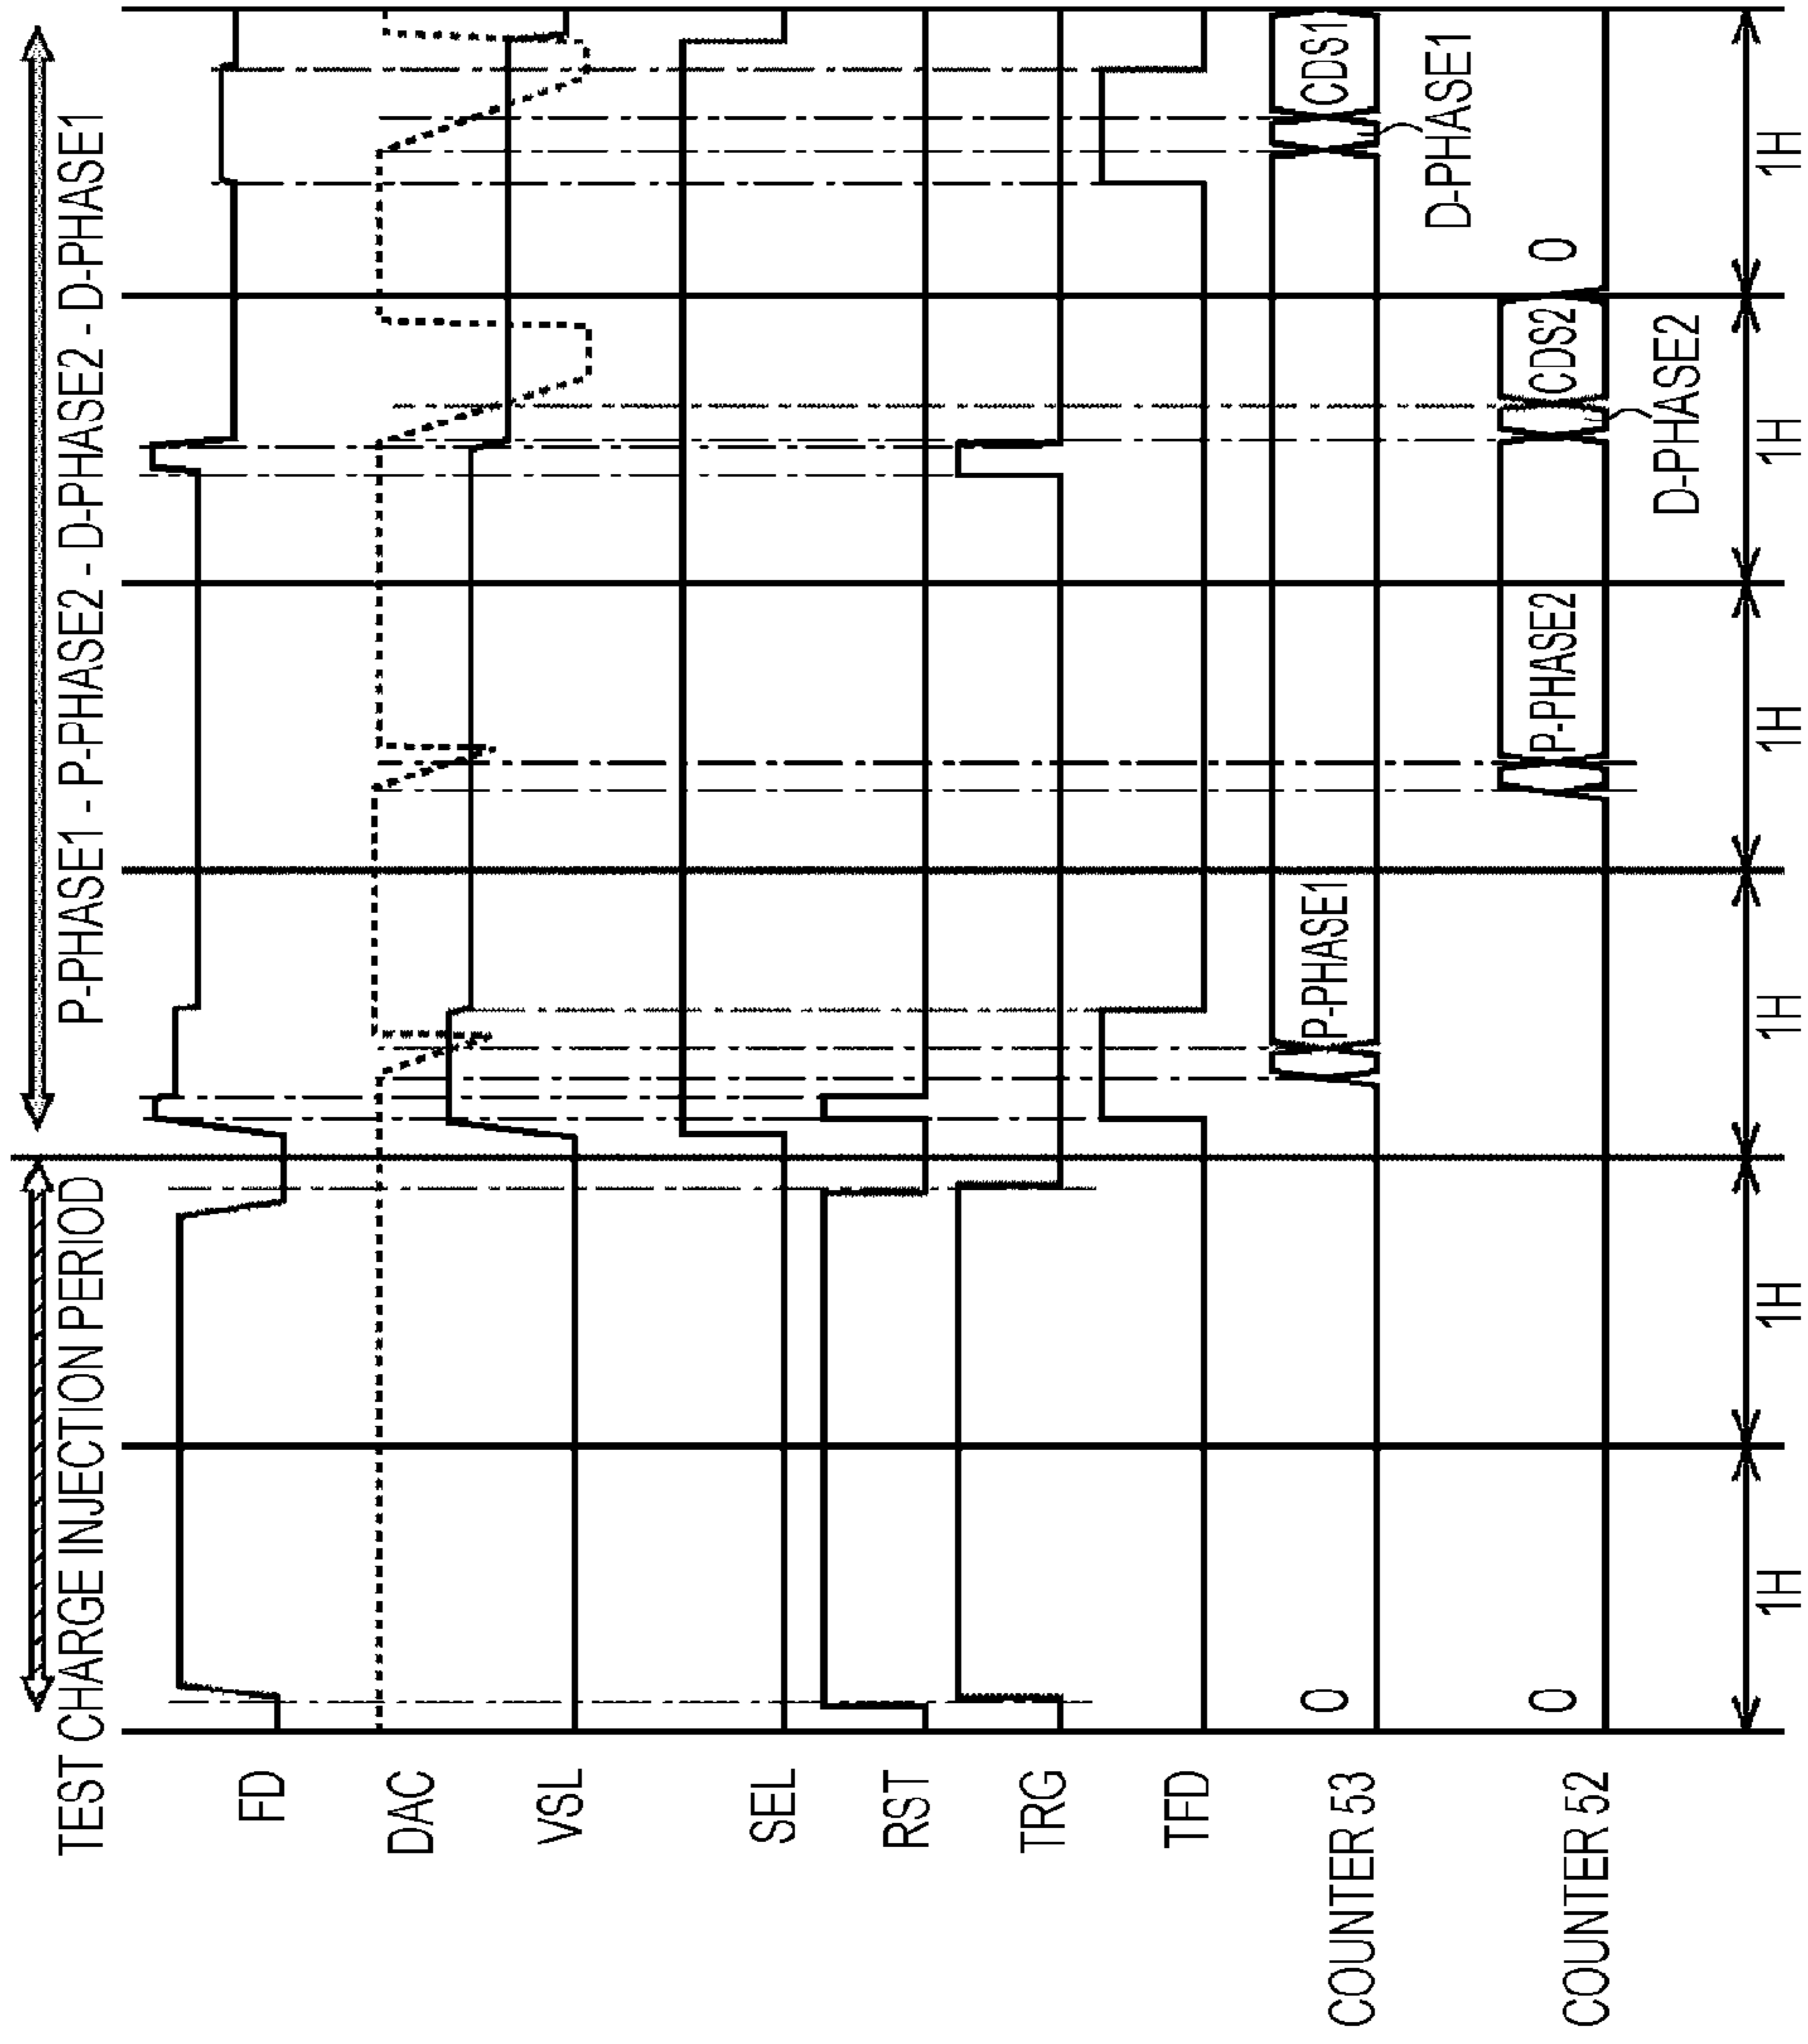 TEST CHARGE INJECTION PERIOD
P-PHASE1 - P-PHASE2 - D-PHASE2 - D-PHASE1
FD
DAC
VSL
SEL
RST
TRG
TFD
COUNTER 53
0
P-PHASE1
CDS1
D-PHASE1
COUNTER 52
0
P-PHASE2
CDS2
0
D-PHASE2
1H
1H
1H
1H
1H
1H